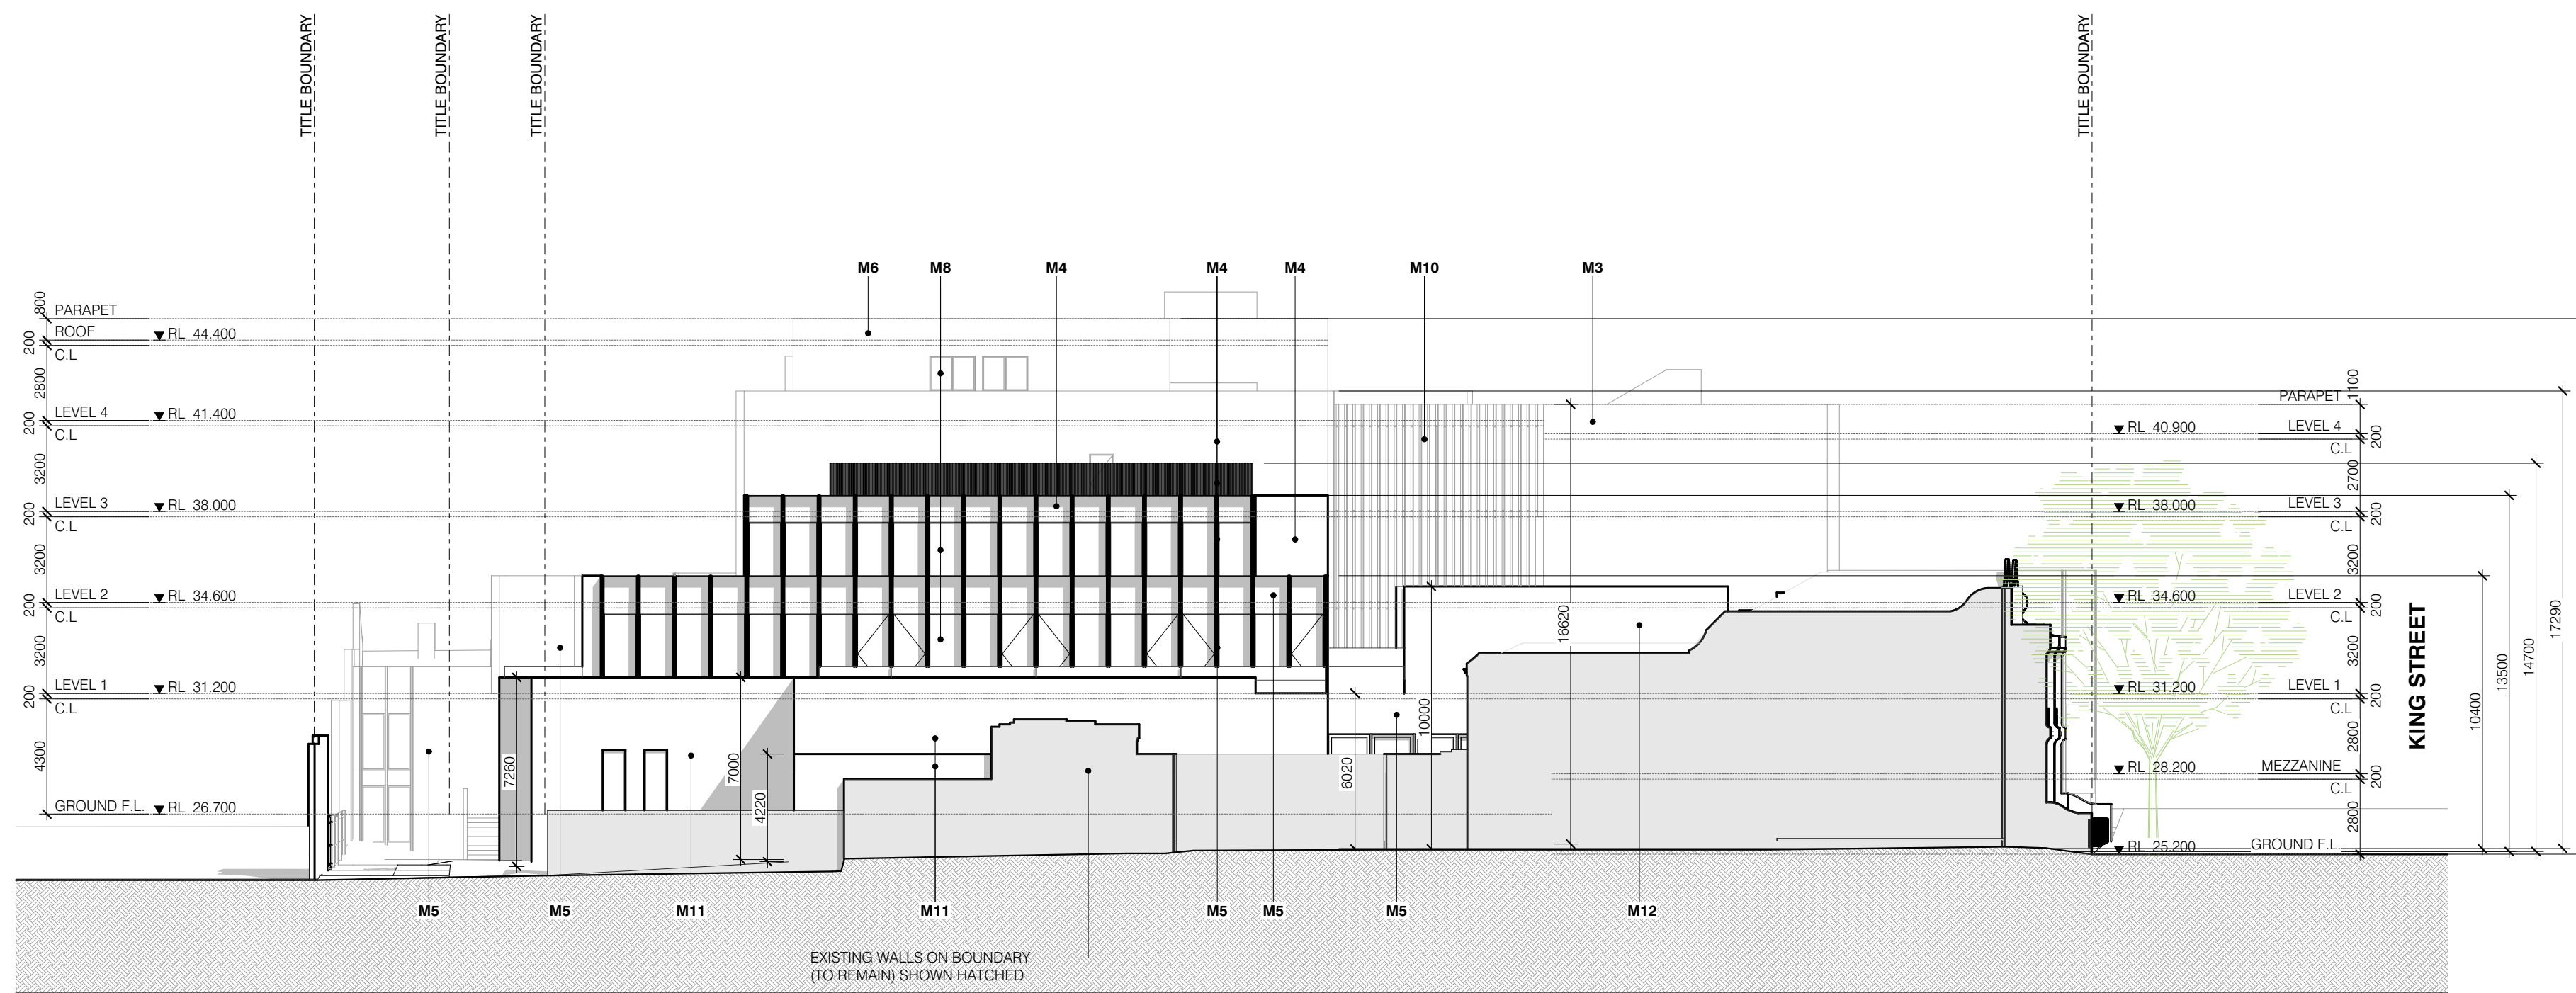 TITLE BOUNDARY
TITLE BOUNDARY
TITLE BOUNDARY
TITLE BOUNDARY
M6
M8
M4
M4
M4
M10
M3
800
PARAPET
ROOF
RL 44.400
200
C.L
2800
LEVEL 4
RL 41.400
200
C.L
3200
LEVEL 3
RL 38.000
200
C.L
3200
LEVEL 2
RL 34.600
200
C.L
3200
LEVEL 1
RL 31.200
200
C.L
4300
GROUND F.L.
RL 26.700
7260
7000
4220
6020
10000
16620
1100
PARAPET
RL 40.900
LEVEL 4
200
C.L
2700
RL 38.000
LEVEL 3
200
C.L
3200
RL 34.600
LEVEL 2
200
C.L
3200
RL 31.200
LEVEL 1
200
C.L
2800
RL 28.200
MEZZANINE
200
C.L
2800
RL 25.200
GROUND F.L.
KING STREET
10400
13500
14700
17290
M5
M5
M11
M11
M5
M5
M5
M12
EXISTING WALLS ON BOUNDARY
(TO REMAIN) SHOWN HATCHED